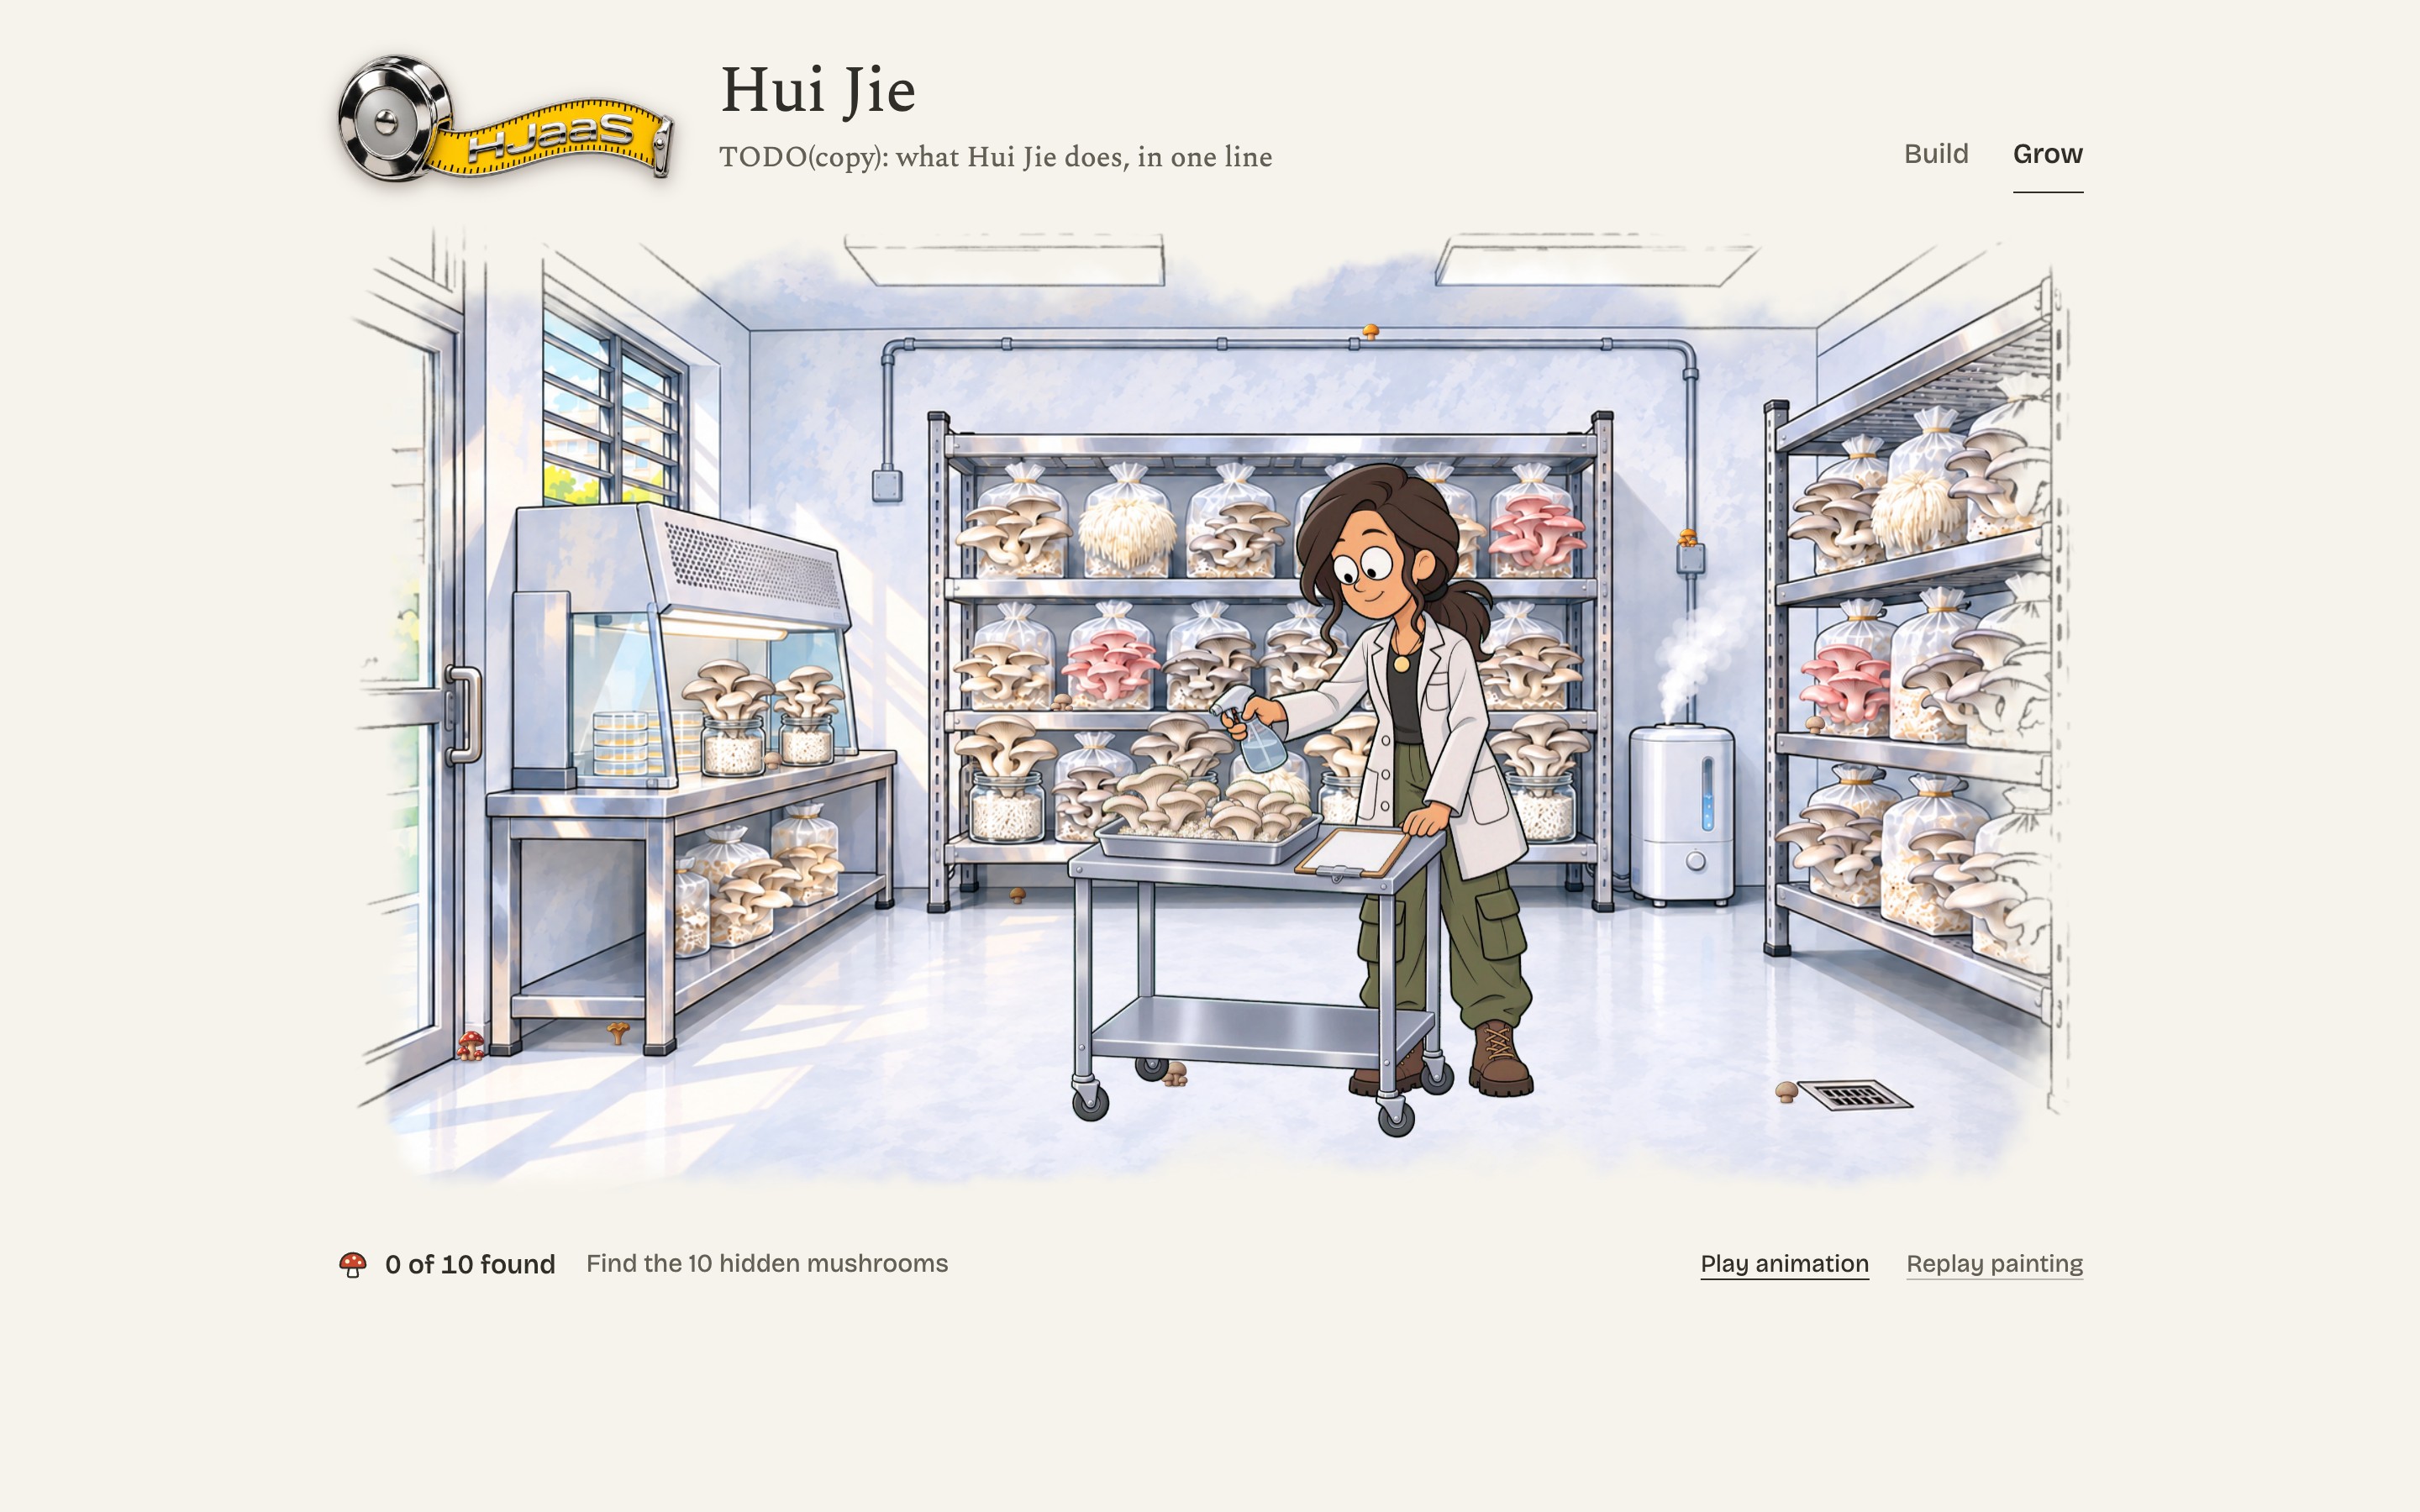 HJaaS
Hui Jie
TODO(copy): what Hui Jie does, in one line
Build
Grow
0 of 10 found
Find the 10 hidden mushrooms
Play animation
Replay painting